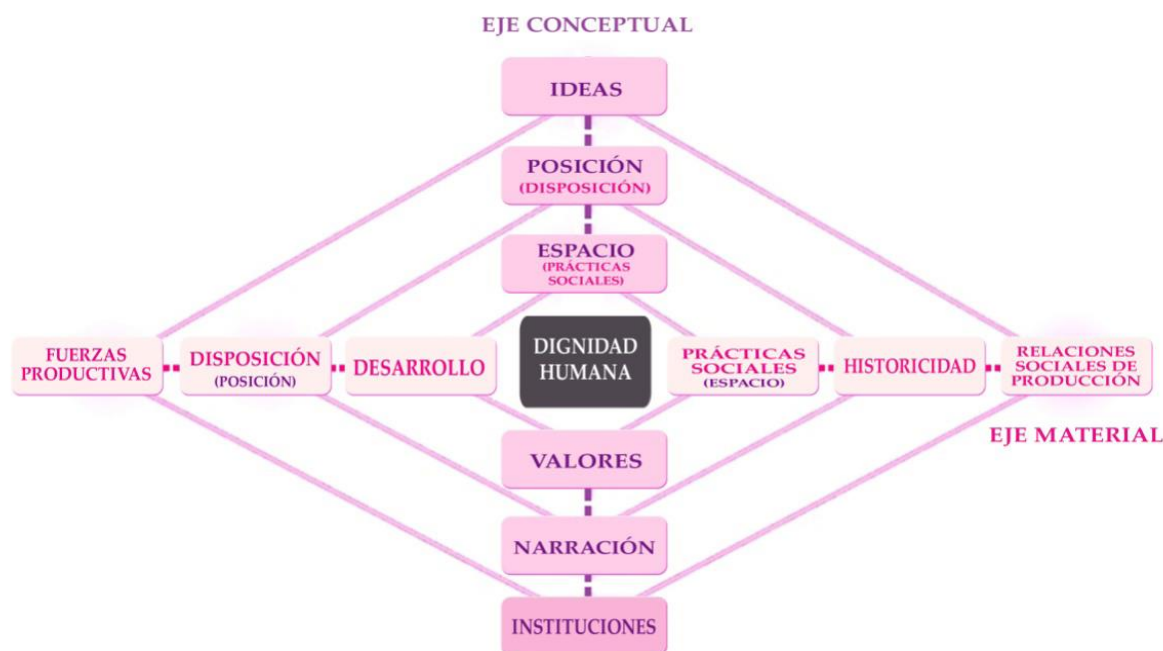 EJE CONCEPTUAL
IDEAS
POSICIÓN
(DISPOSICIÓN)
ESPACIO
(PRÁCTICAS
SOCIALES)
FUERZAS
PRODUCTIVAS
DISPOSICIÓN
(POSICIÓN)
DESARROLLO
DIGNIDAD
HUMANA
PRÁCTICAS
SOCIALES
(ESPACIO)
HISTORICIDAD
RELACIONES
SOCIALES DE
PRODUCCIÓN
EJE MATERIAL
VALORES
NARRACIÓN
INSTITUCIONES